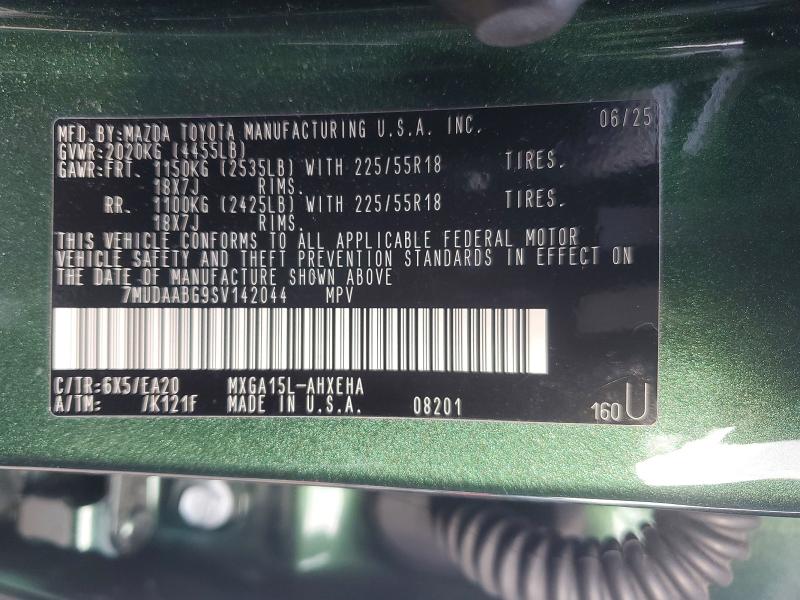 MFD. BY:MAZDA TOYOTA MANUFACTURING U.S.A. INC. 06/25
GVWR:2020KG (4455LB)
GAWR:FRT. 1150KG (2535LB) WITH 225/55R18 TIRES.
18X7J RIMS.
RR. 1100KG (2425LB) WITH 225/55R18 TIRES.
18X7J RIMS.
THIS VEHICLE CONFORMS TO ALL APPLICABLE FEDERAL MOTOR
VEHICLE SAFETY AND THEFT PREVENTION STANDARDS IN EFFECT ON
THE DATE OF MANUFACTURE SHOWN ABOVE
7MUDAABG9SV142044 MPV
C/TR:6X5/EA20 MXGA15L-AHXEHA
A/TM: /K121F MADE IN U.S.A. 08201 160U